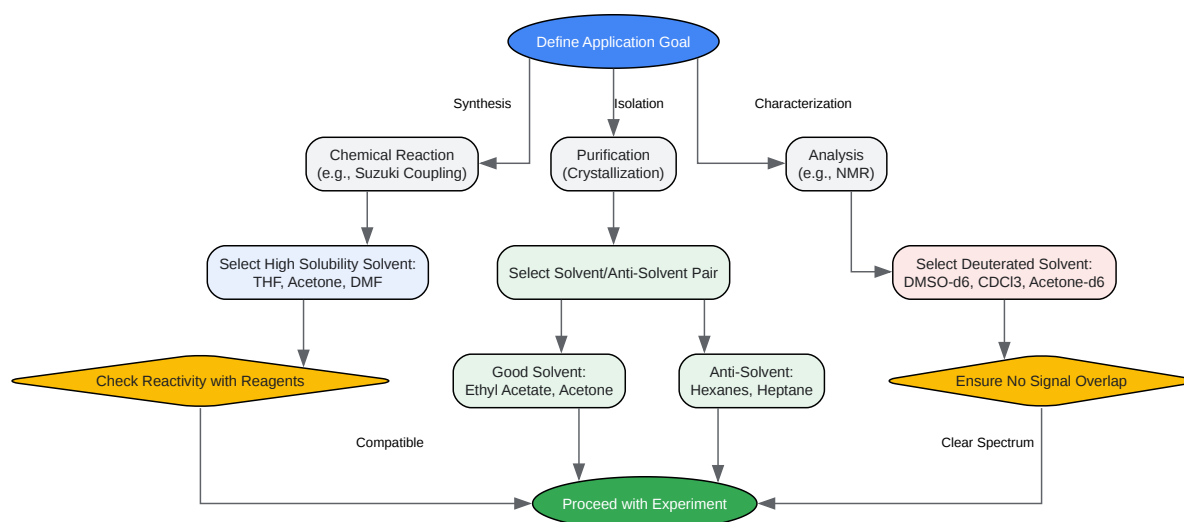 Define Application Goal
Synthesis
Isolation
Characterization
Chemical Reaction
(e.g., Suzuki Coupling)
Purification
(Crystallization)
Analysis
(e.g., NMR)
Select High Solubility Solvent:
THF, Acetone, DMF
Select Solvent/Anti-Solvent Pair
Select Deuterated Solvent:
DMSO-d6, CDCl3, Acetone-d6
Check Reactivity with Reagents
Good Solvent:
Ethyl Acetate, Acetone
Anti-Solvent:
Hexanes, Heptane
Ensure No Signal Overlap
Compatible
Clear Spectrum
Proceed with Experiment